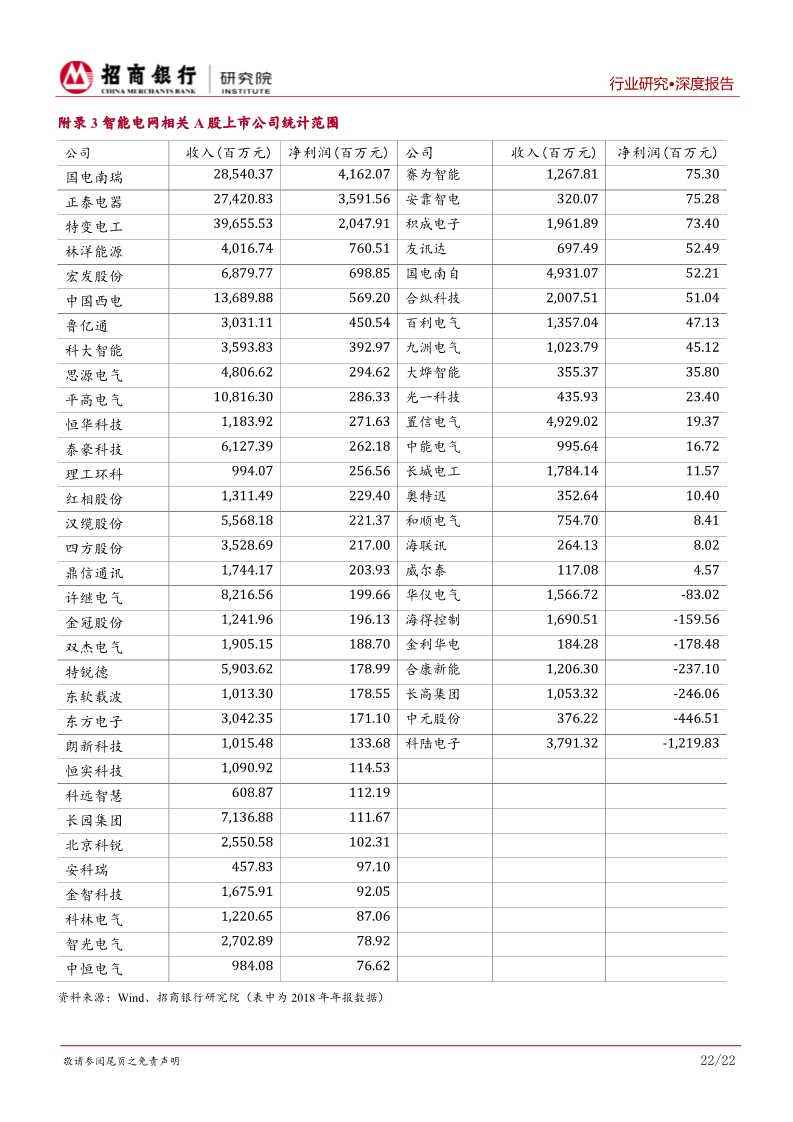 招商银行 研究院
CHINA MERCHANTS BANK INSTITUTE
行业研究•深度报告
附录 3 智能电网相关 A 股上市公司统计范围
公司 收入(百万元) 净利润(百万元) 公司 收入(百万元) 净利润(百万元)
国电南瑞 28,540.37 4,162.07 赛为智能 1,267.81 75.30
正泰电器 27,420.83 3,591.56 安靠智电 320.07 75.28
特变电工 39,655.53 2,047.91 积成电子 1,961.89 73.40
林洋能源 4,016.74 760.51 友讯达 697.49 52.49
宏发股份 6,879.77 698.85 国电南自 4,931.07 52.21
中国西电 13,689.88 569.20 合纵科技 2,007.51 51.04
鲁亿通 3,031.11 450.54 百利电气 1,357.04 47.13
科大智能 3,593.83 392.97 九洲电气 1,023.79 45.12
思源电气 4,806.62 294.62 大烨智能 355.37 35.80
平高电气 10,816.30 286.33 光一科技 435.93 23.40
恒华科技 1,183.92 271.63 置信电气 4,929.02 19.37
泰豪科技 6,127.39 262.18 中能电气 995.64 16.72
理工环科 994.07 256.56 长城电工 1,784.14 11.57
红相股份 1,311.49 229.40 奥特迅 352.64 10.40
汉缆股份 5,568.18 221.37 和顺电气 754.70 8.41
四方股份 3,528.69 217.00 海联讯 264.13 8.02
鼎信通讯 1,744.17 203.93 威尔泰 117.08 4.57
许继电气 8,216.56 199.66 华仪电气 1,566.72 -83.02
金冠股份 1,241.96 196.13 海得控制 1,690.51 -159.56
双杰电气 1,905.15 188.70 金利华电 184.28 -178.48
特锐德 5,903.62 178.99 合康新能 1,206.30 -237.10
东软载波 1,013.30 178.55 长高集团 1,053.32 -246.06
东方电子 3,042.35 171.10 中元股份 376.22 -446.51
朗新科技 1,015.48 133.68 科陆电子 3,791.32 -1,219.83
恒实科技 1,090.92 114.53
科远智慧 608.87 112.19
长园集团 7,136.88 111.67
北京科锐 2,550.58 102.31
安科瑞 457.83 97.10
金智科技 1,675.91 92.05
科林电气 1,220.65 87.06
智光电气 2,702.89 78.92
中恒电气 984.08 76.62
资料来源：Wind、招商银行研究院（表中为 2018 年年报数据）
敬请参阅尾页之免责声明 22/22